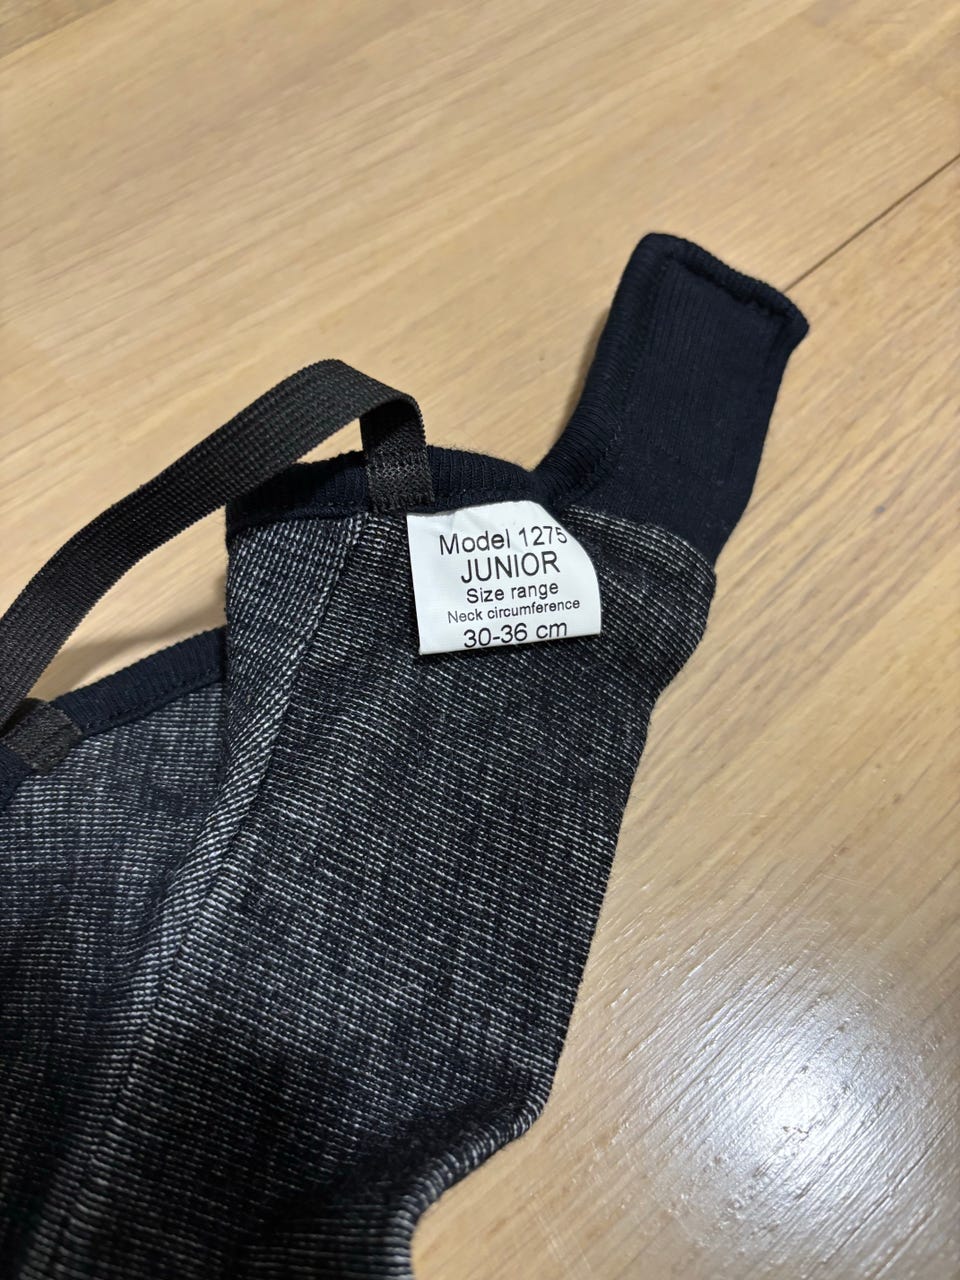 Model 1275
JUNIOR
Size range
Neck circumference
30-36 cm